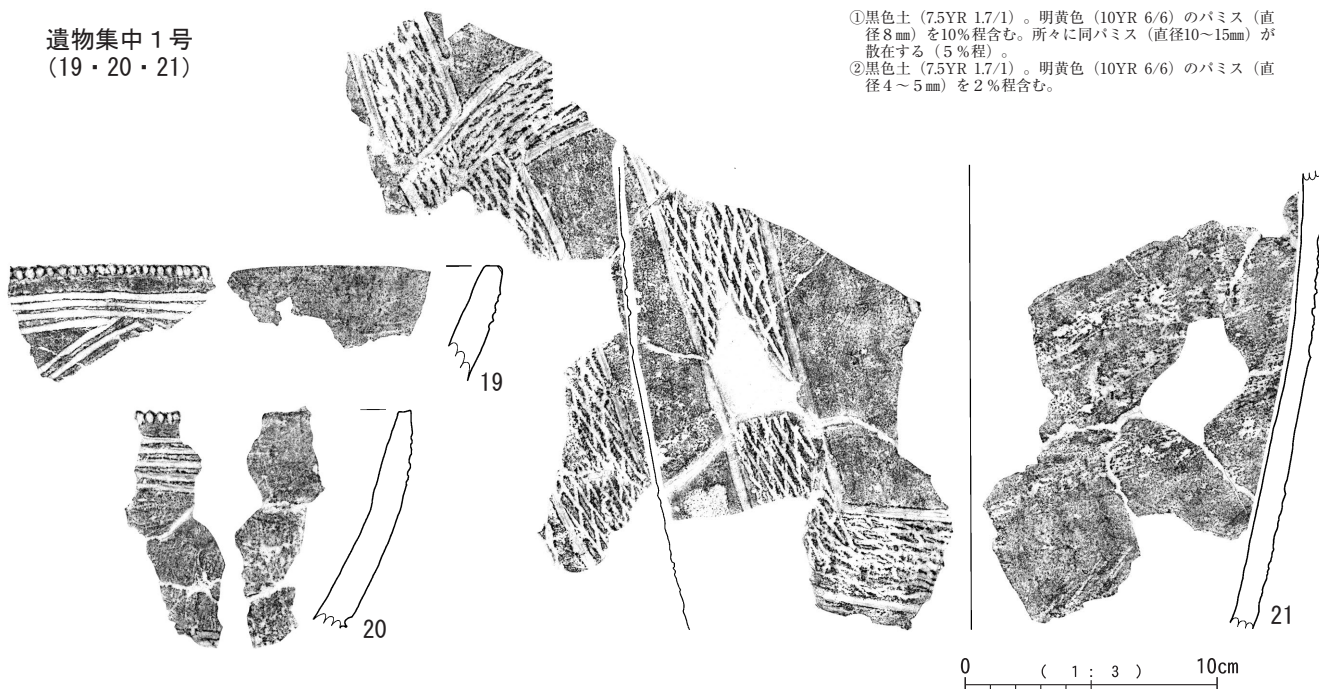 遺物集中１号
(19・20・21)
①黒色土（7.5YR 1.7/1）。明黄色（10YR 6/6）のパミス（直
径８㎜）を10％程含む。所々に同パミス（直径10～15㎜）が
散在する（５％程）。
②黒色土（7.5YR 1.7/1）。明黄色（10YR 6/6）のパミス（直
径４～５㎜）を２％程含む。
19
20
21
0 （ 1 : 3 ） 10cm